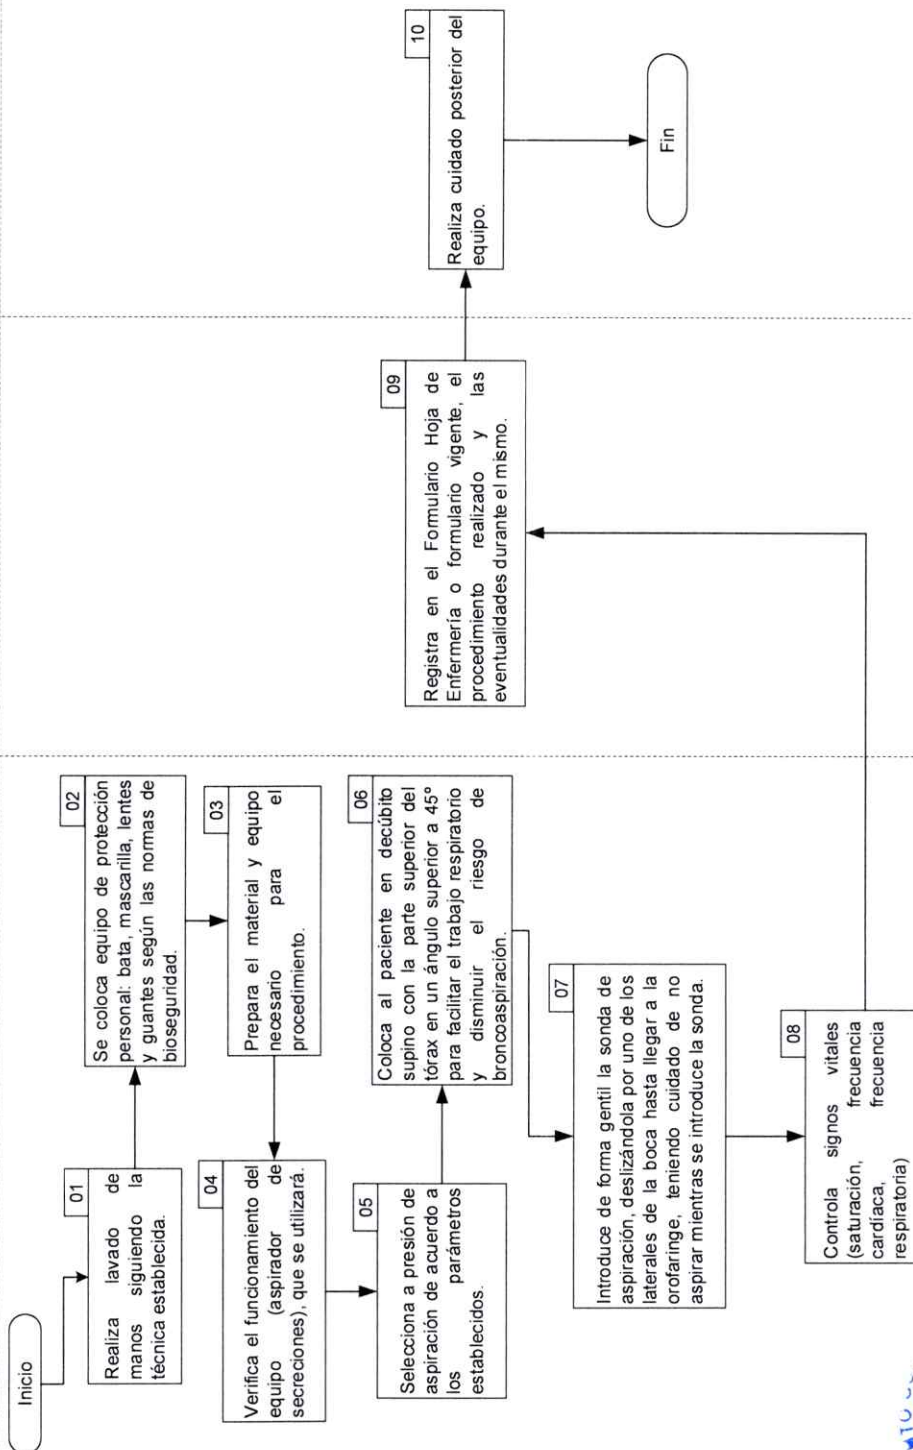 Inicio
01
Realiza lavado de
manos siguiendo la
técnica establecida.
02
Se coloca equipo de protección
personal: bata, mascarilla, lentes
y guantes según las normas de
bioseguridad.
03
Prepara el material y equipo
necesario para el
procedimiento.
04
Verifica el funcionamiento del
equipo (aspirador de
secreciones), que se utilizará.
05
Selecciona a presión de
aspiración de acuerdo a
los parámetros
establecidos.
06
Coloca al paciente en decúbito
supino con la parte superior del
tórax en un ángulo superior a 45º
para facilitar el trabajo respiratorio
y disminuir el riesgo de
broncoaspiración.
07
Introduce de forma gentil la sonda de
aspiración, deslizándola por uno de los
laterales de la boca hasta llegar a la
orofaringe, teniendo cuidado de no
aspirar mientras se introduce la sonda.
08
Controla signos vitales
(saturación, frecuencia
cardíaca, frecuencia
respiratoria)
09
Registra en el Formulario Hoja de
Enfermería o formulario vigente, el
procedimiento realizado y las
eventualidades durante el mismo.
10
Realiza cuidado posterior del
equipo.
Fin